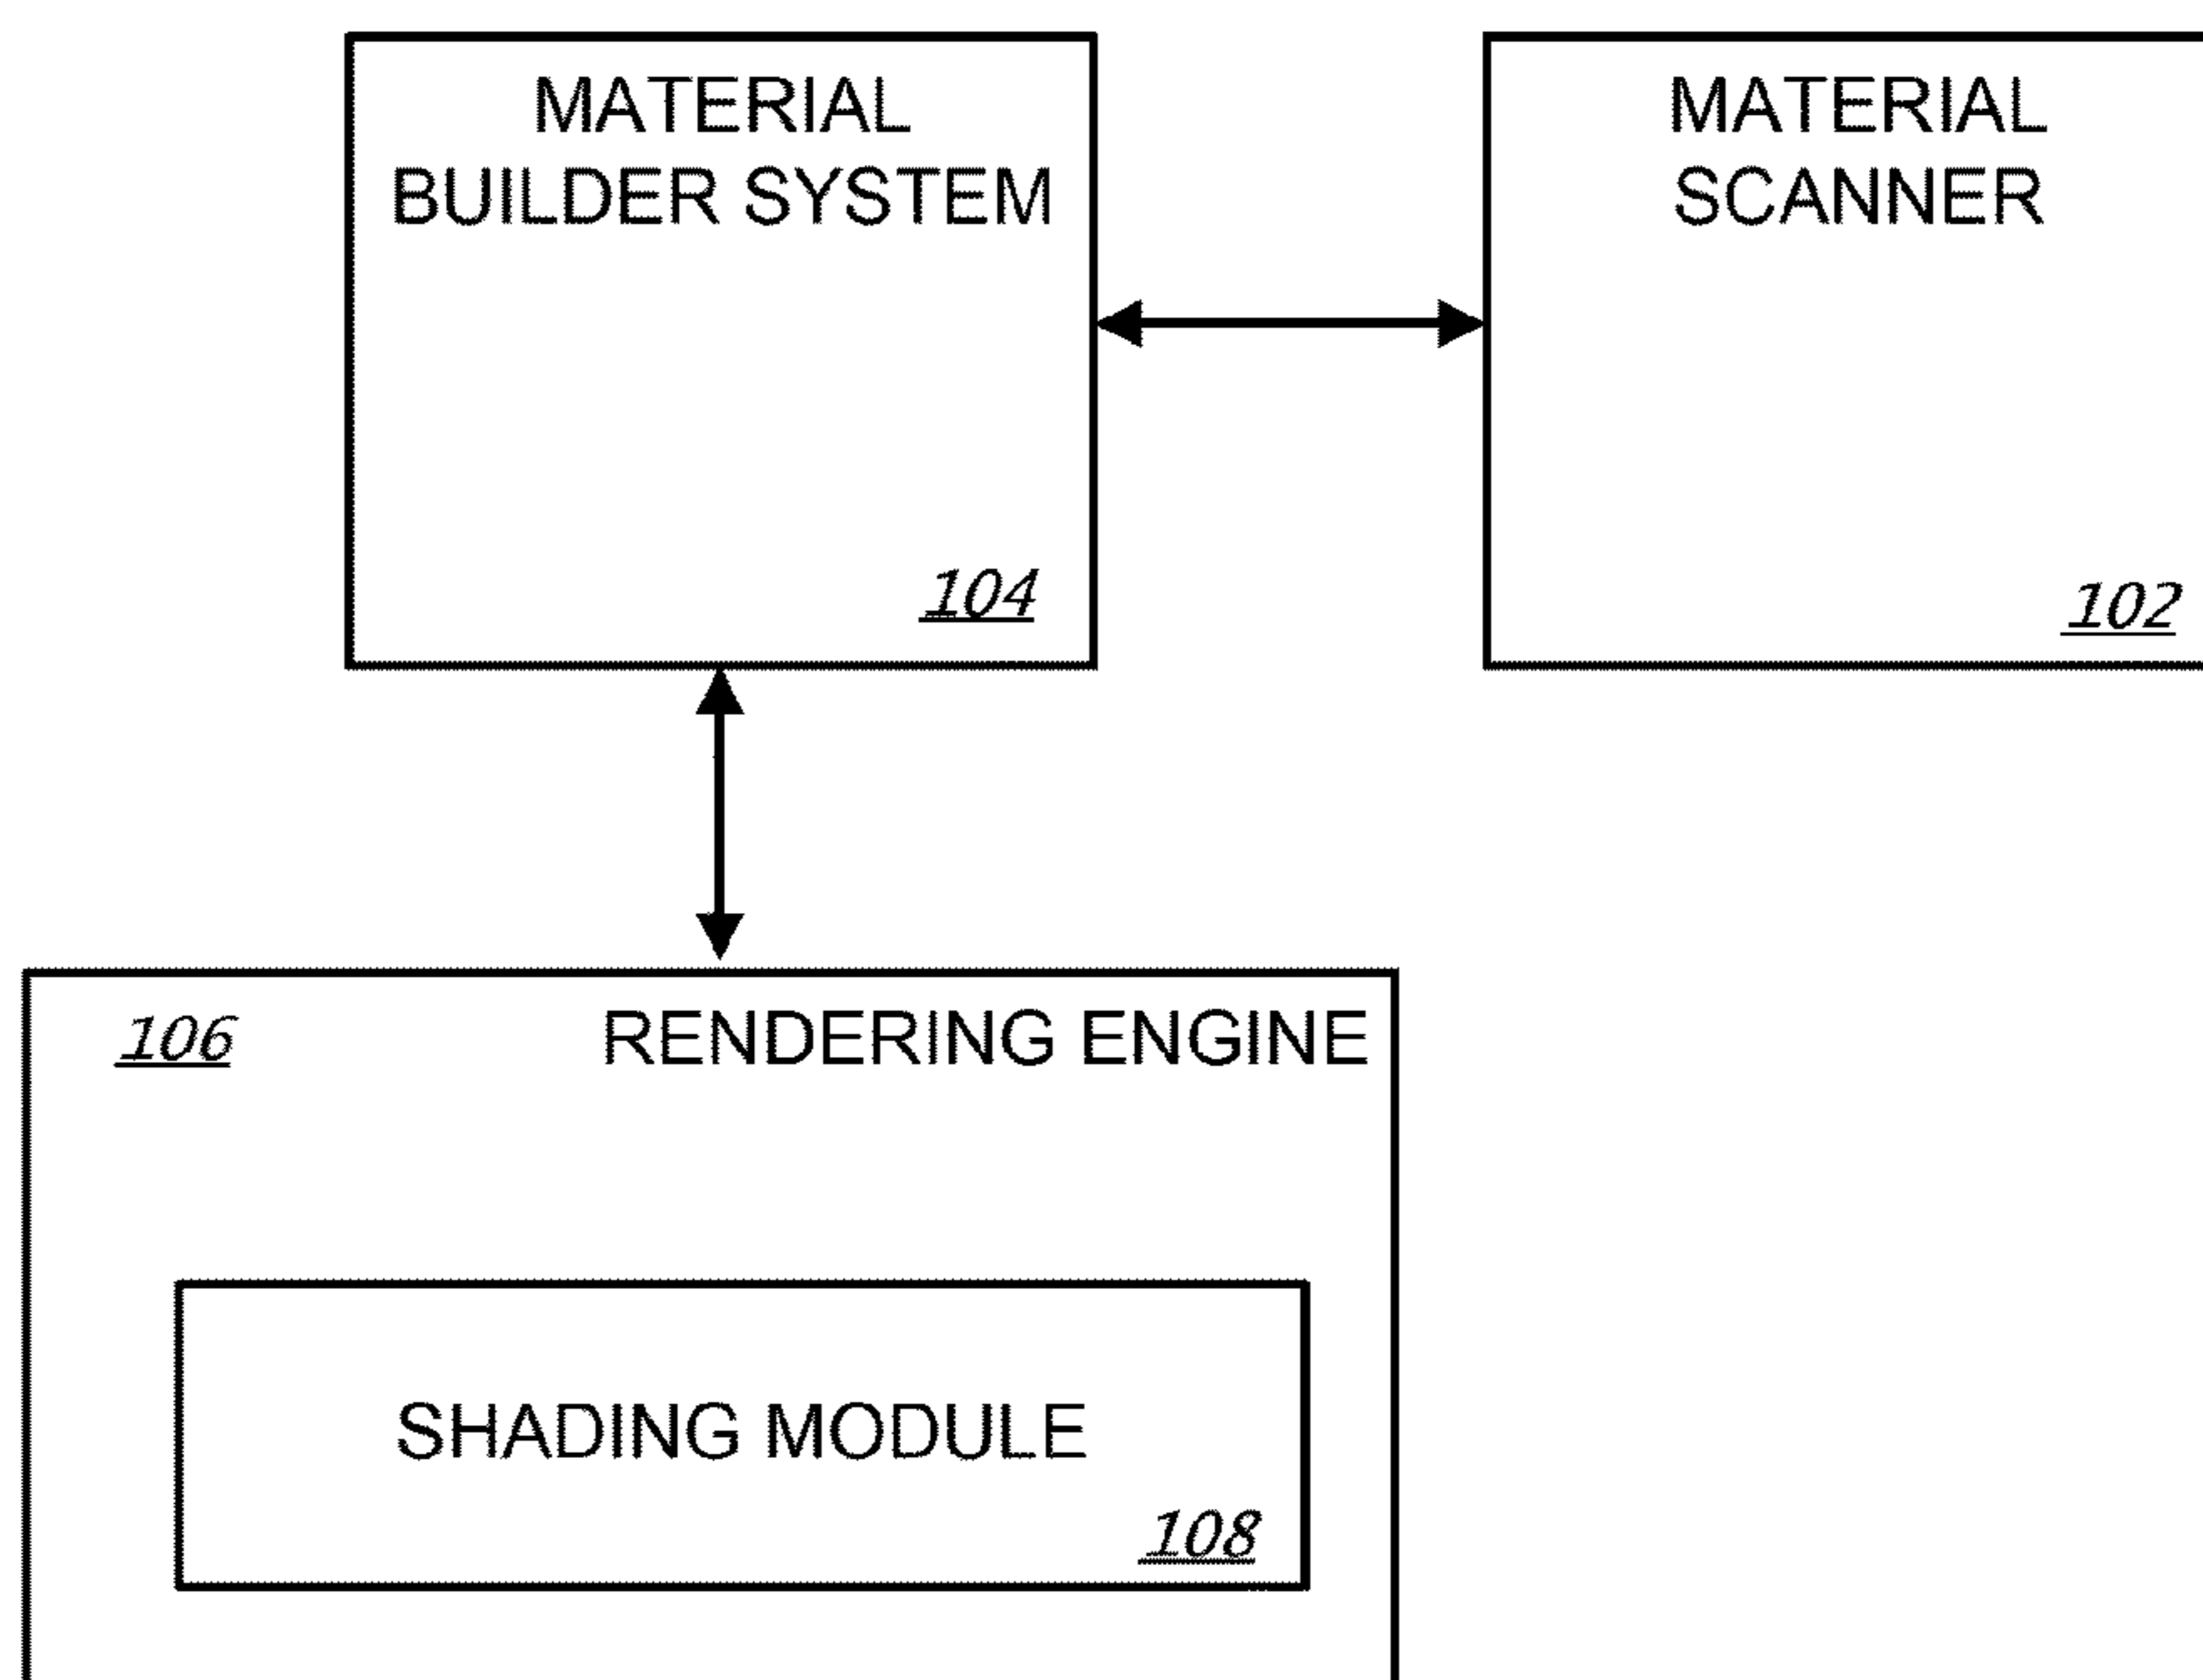 MATERIAL
BUILDER SYSTEM
104
MATERIAL
SCANNER
102
106
RENDERING ENGINE
SHADING MODULE
108